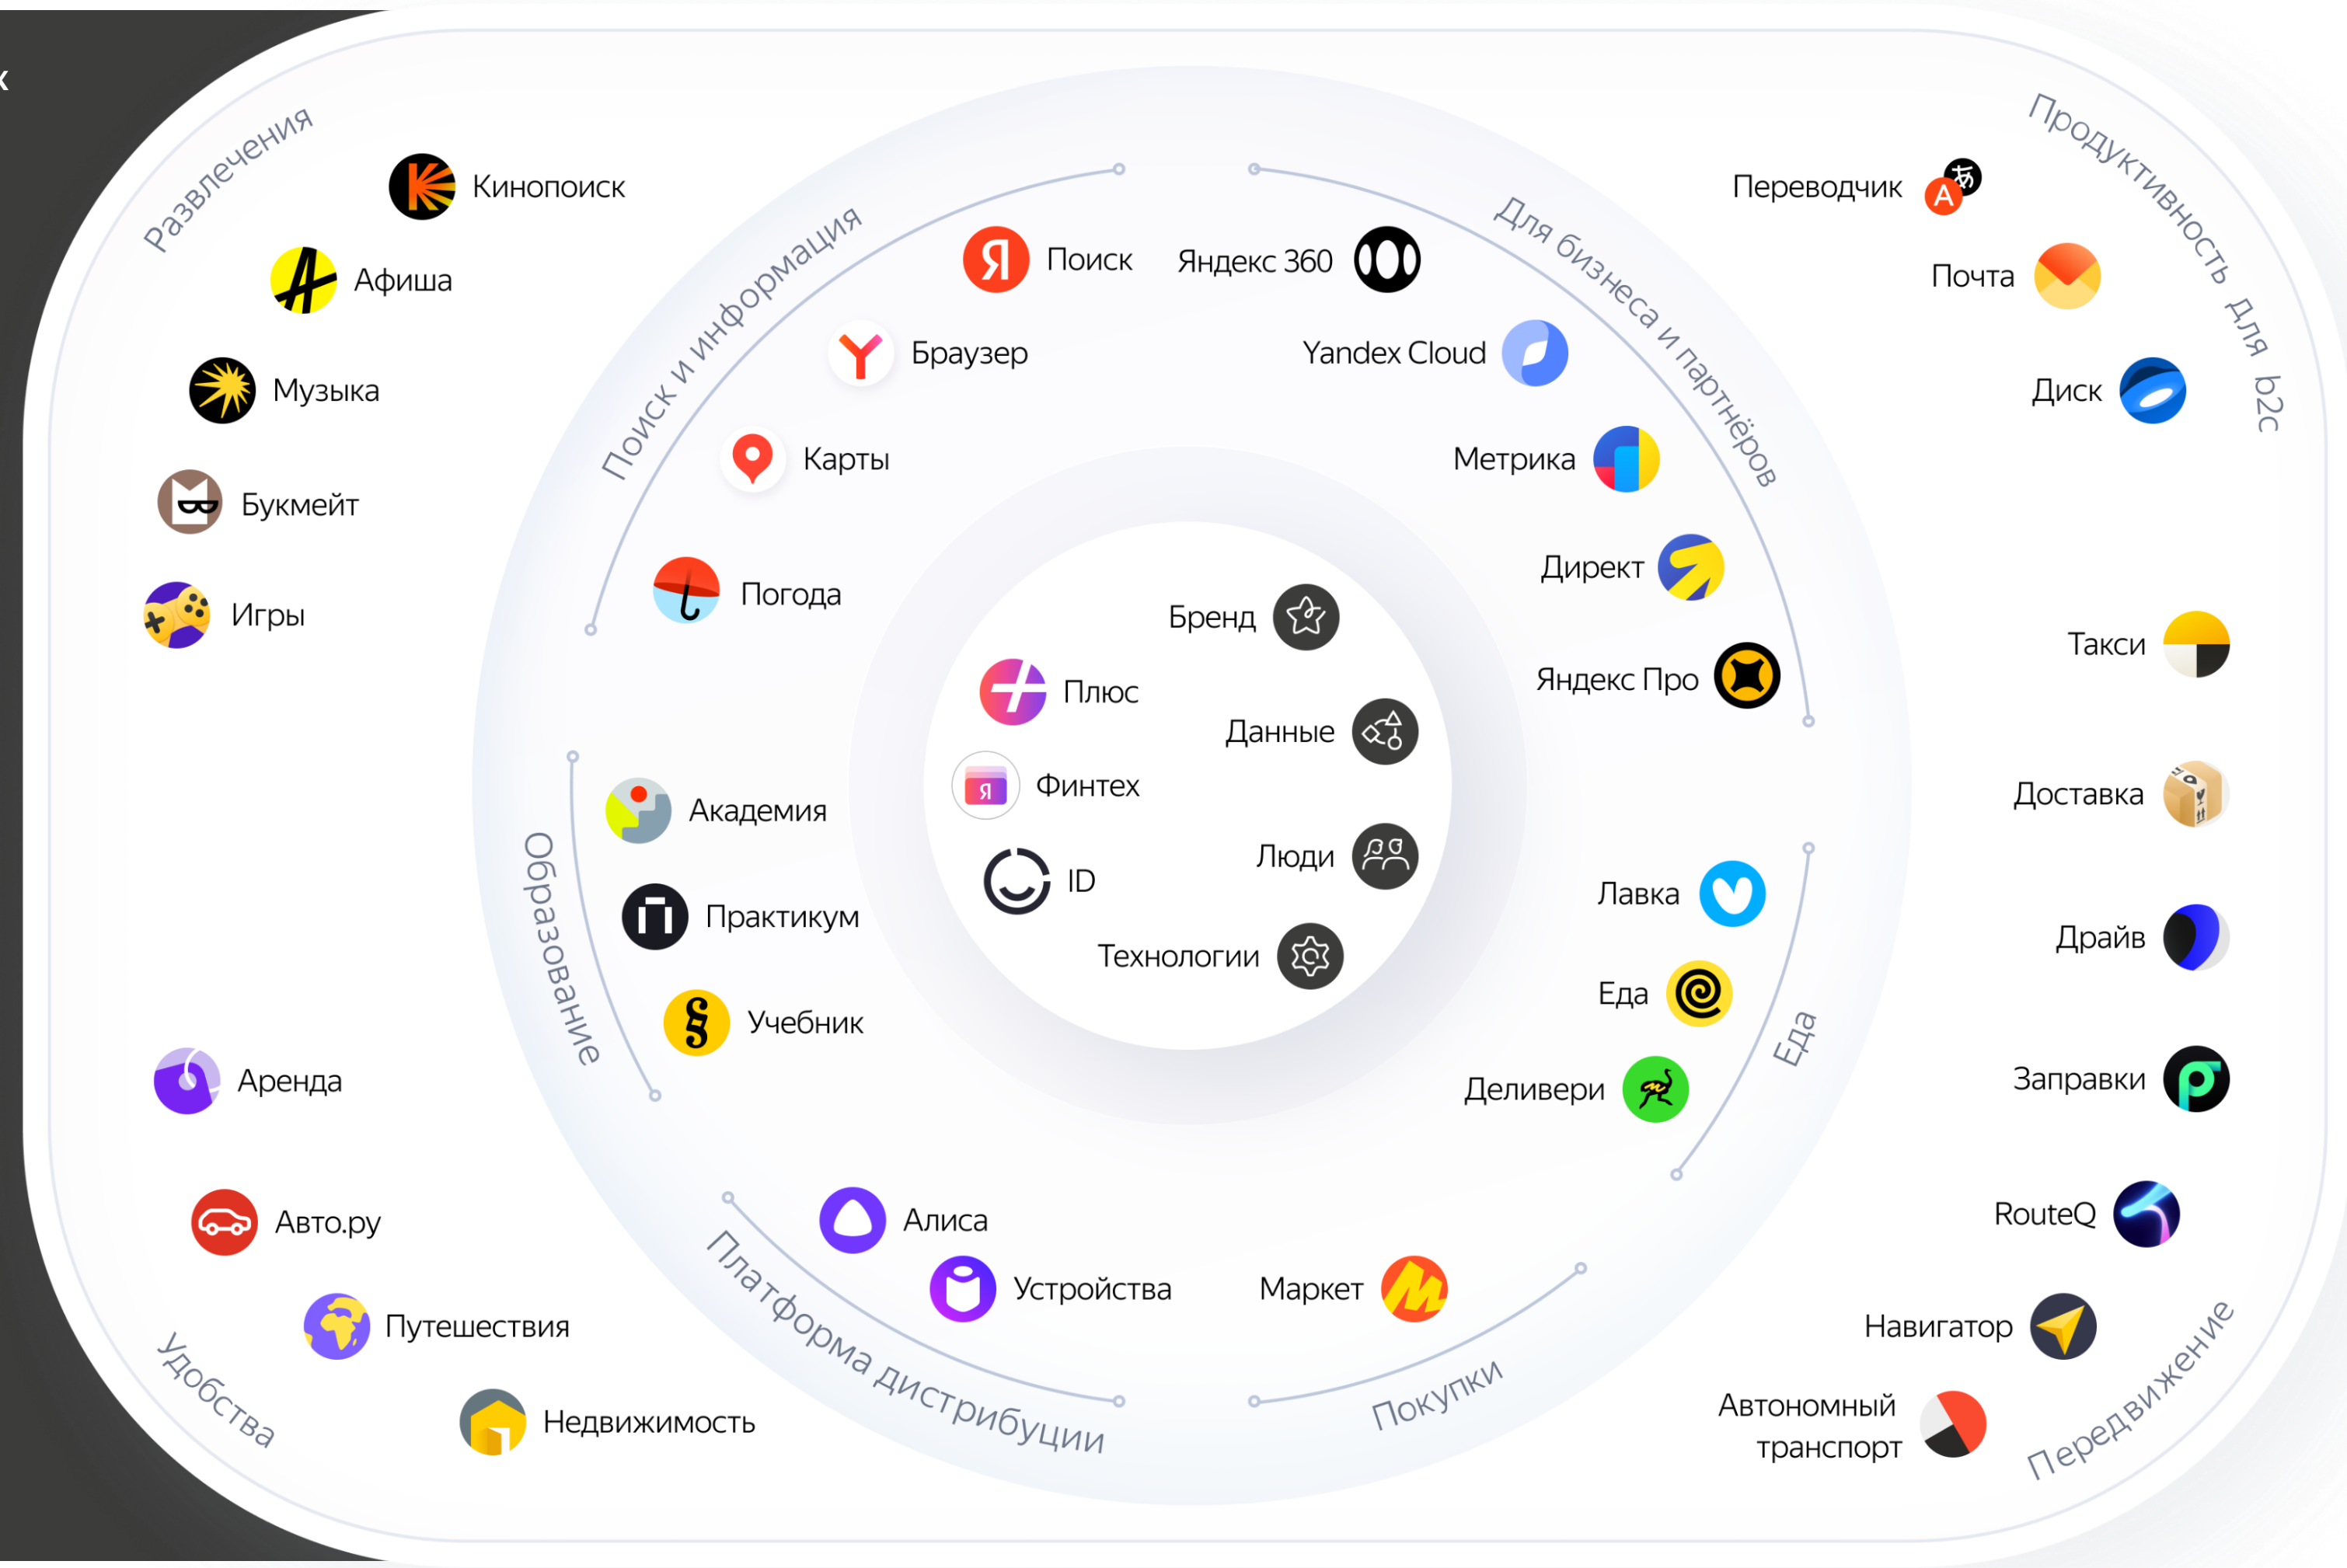 Развлечения
Кинопоиск
Афиша
Музыка
Букмейт
Игры
Поиск и информация
Поиск
Браузер
Карты
Погода
Для бизнеса и партнёров
Яндекс 360
Yandex Cloud
Метрика
Директ
Яндекс Про
Продуктивность для b2c
Переводчик
Почта
Диск
Бренд
Плюс
Данные
Финтех
Люди
ID
Технологии
Образование
Академия
Практикум
Учебник
Еда
Лавка
Еда
Деливери
Передвижение
Такси
Доставка
Драйв
Заправки
RouteQ
Навигатор
Автономный
транспорт
Удобства
Аренда
Авто.ру
Путешествия
Недвижимость
Платформа дистрибуции
Алиса
Устройства
Покупки
Маркет